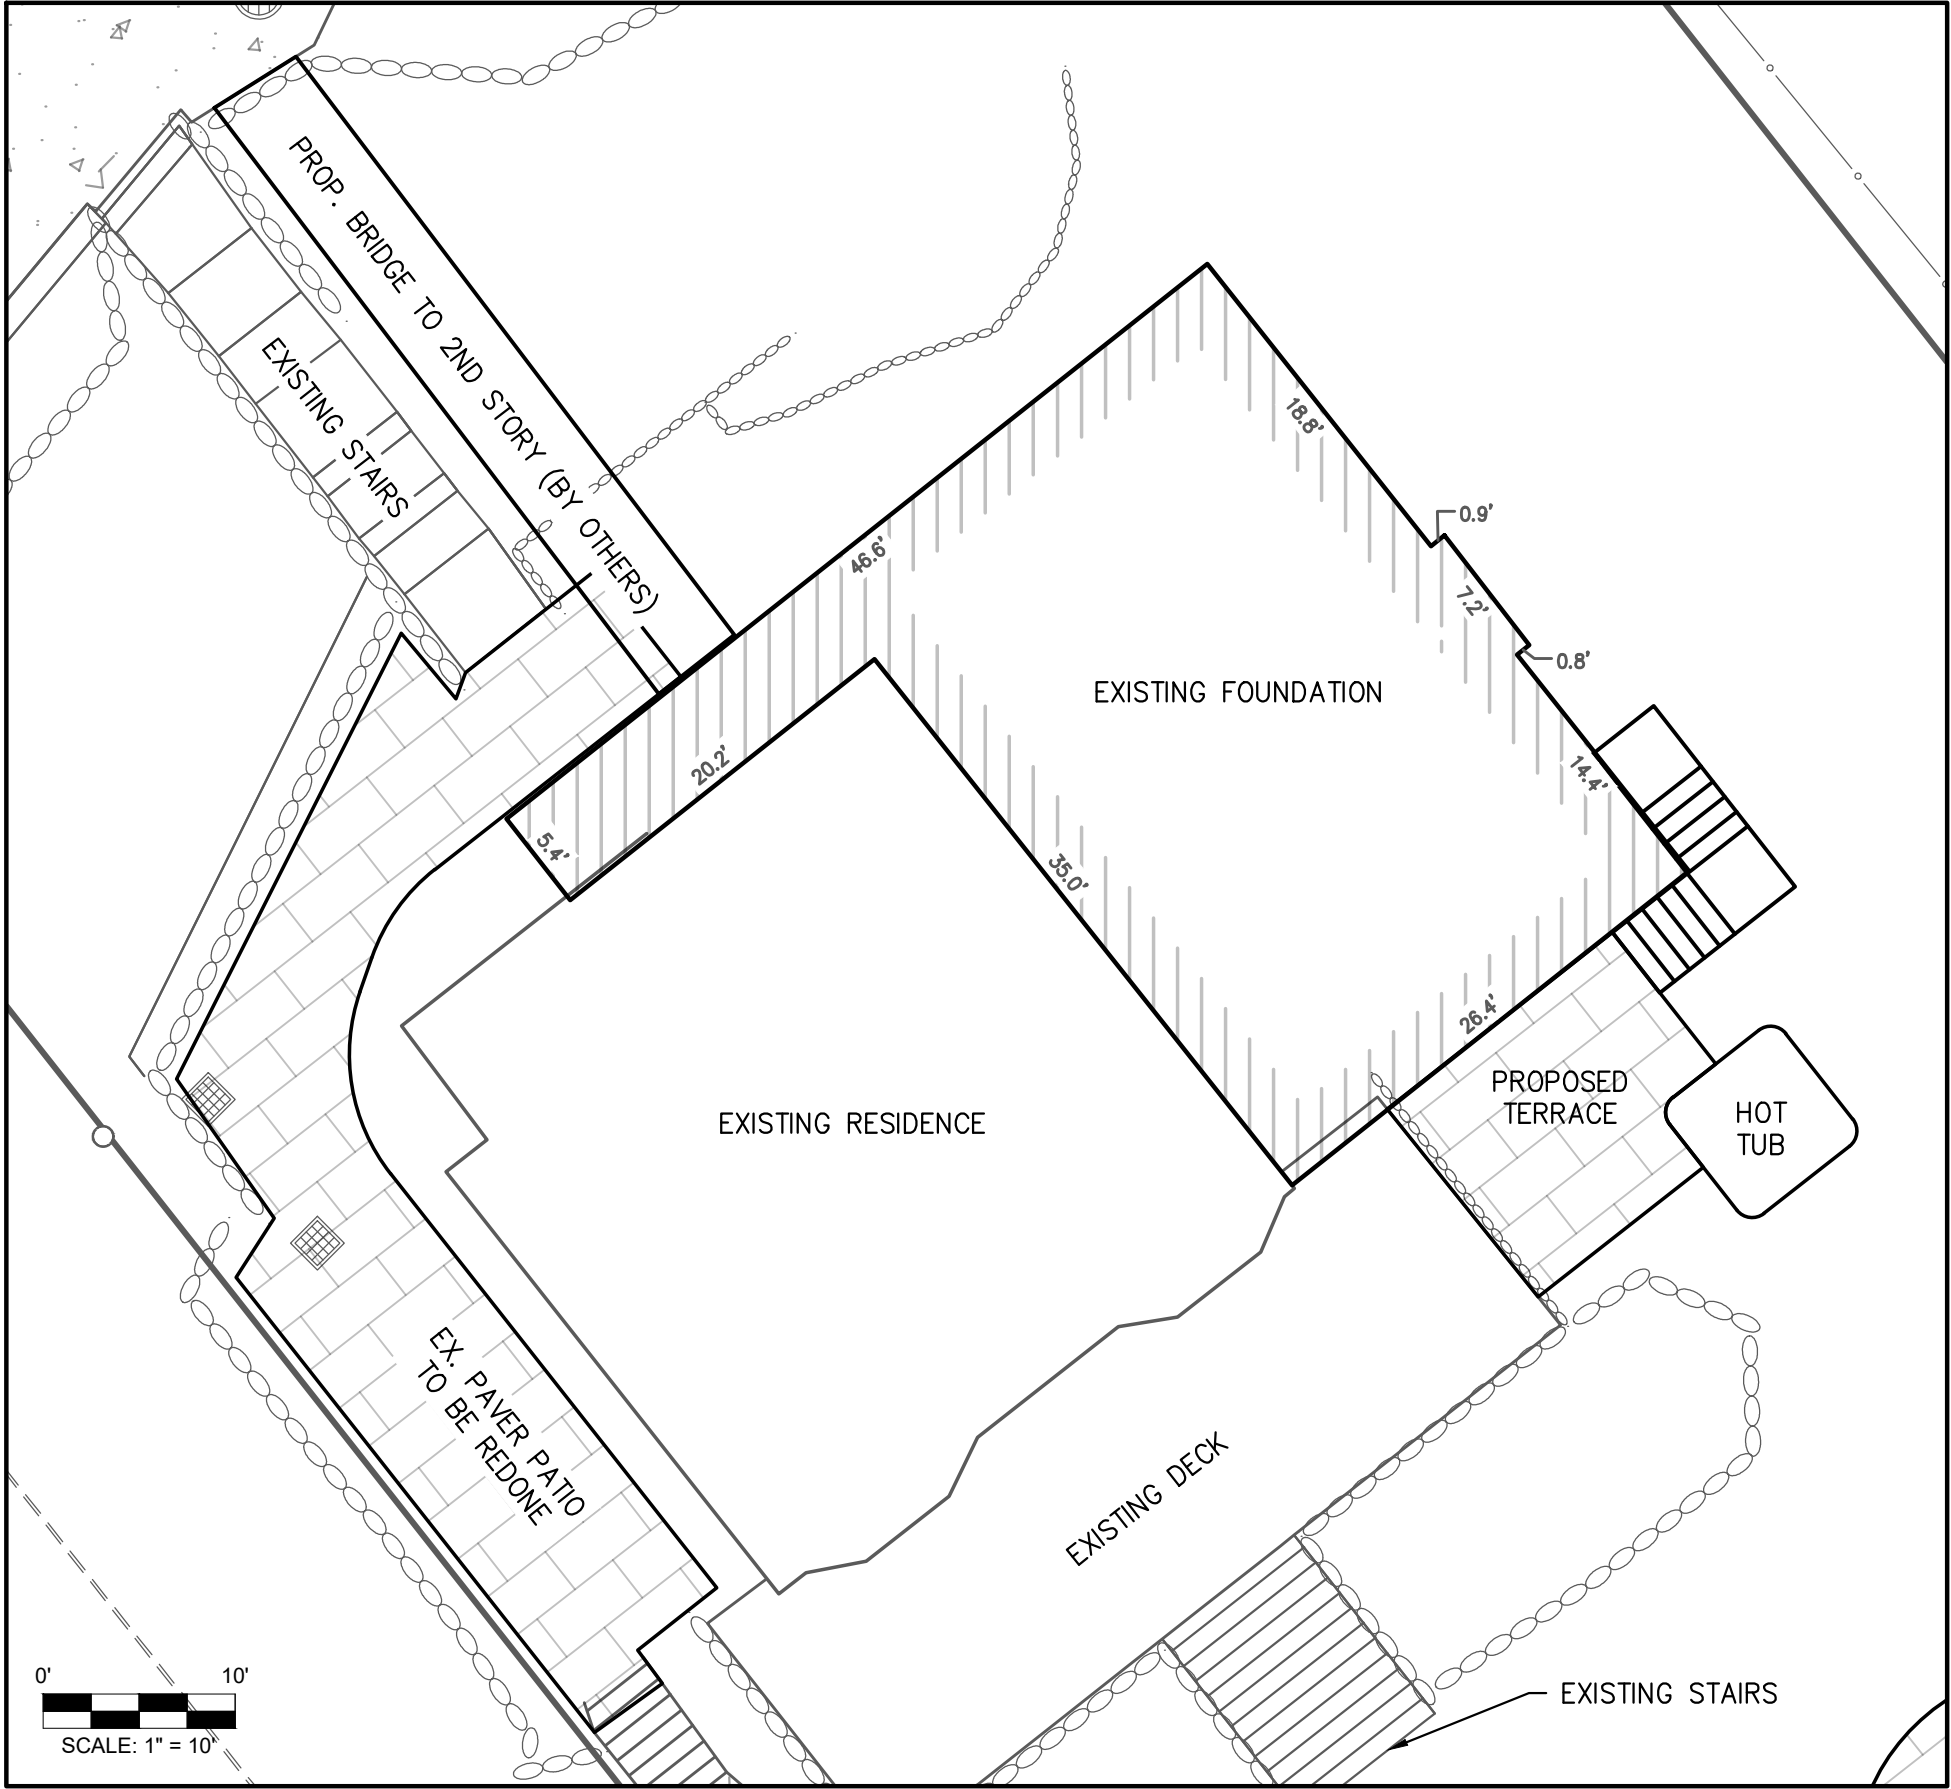 PROP. BRIDGE TO 2ND STORY (BY OTHERS)
EXISTING STAIRS
18.8'
0.9'
46.6'
7.2'
0.8'
EXISTING FOUNDATION
20.2'
14.4'
5.4'
35.0'
26.4'
PROPOSED
TERRACE
HOT
TUB
EXISTING RESIDENCE
EX. PAVER PATIO
TO BE REDONE
EXISTING DECK
EXISTING STAIRS
0' 10'
SCALE: 1" = 10'